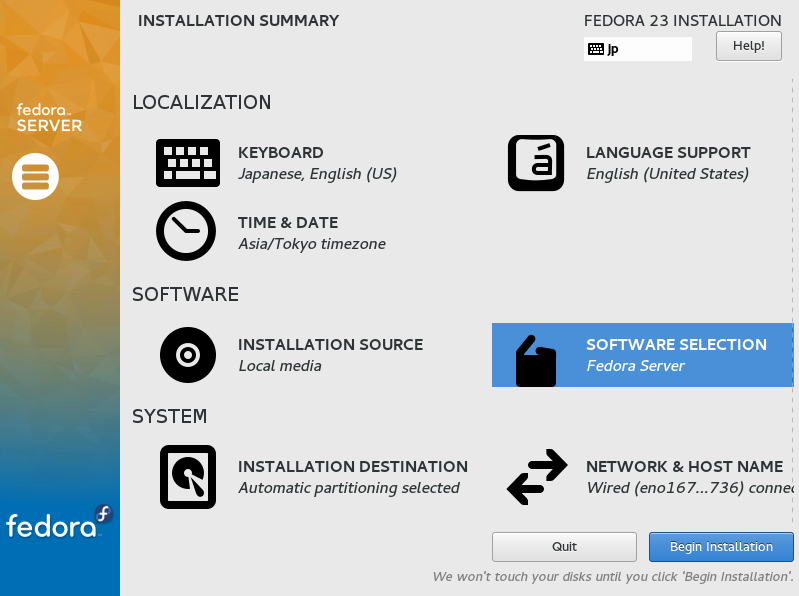 INSTALLATION SUMMARY
FEDORA 23 INSTALLATION
jp
Help!
fedora
SERVER
LOCALIZATION
KEYBOARD
Japanese, English (US)
LANGUAGE SUPPORT
English (United States)
TIME & DATE
Asia/Tokyo timezone
SOFTWARE
INSTALLATION SOURCE
Local media
SOFTWARE SELECTION
Fedora Server
SYSTEM
INSTALLATION DESTINATION
Automatic partitioning selected
NETWORK & HOST NAME
Wired (eno167...736) connec
fedora
Quit
Begin Installation
We won't touch your disks until you click 'Begin Installation'.